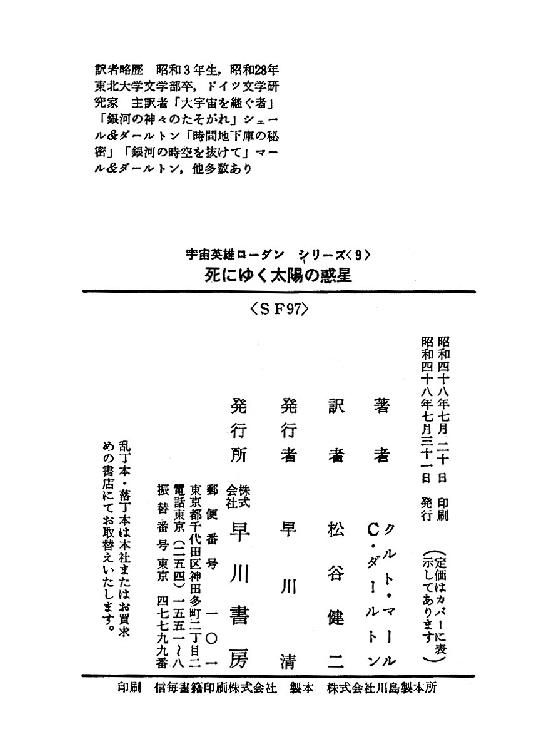 訳者略歴　昭和3年生，昭和28年
東北大学文学部卒，ドイツ文学研
究家　主訳者「大宇宙を継ぐ者」
「銀河の神々のたそがれ」シェー
ル&ダールトン「時間地下庫の秘
密」「銀河の時空を抜けて」マー
ル&ダールトン，他多数あり
宇宙英雄ローダン　シリーズ〈9〉
死にゆく太陽の惑星
〈SF97〉
昭和四十八年七月二十日　印刷
昭和四十八年七月三十一日　発行
（定価はカバーに表
示してあります）
著者　クルト・マール
C・ダールトン
訳者　松谷健二
発行者　早川清
発行所　株式会社　早川書房
郵便番号　一〇一
東京都千代田区神田多町二丁目二
電話東京（二五四）一五五一〜八
振替番号東京　四七七九九番
乱丁本・落丁本は本社またはお買求
めの書店にてお取替えいたします。
印刷　信毎書籍印刷株式会社　製本　株式会社川島製本所